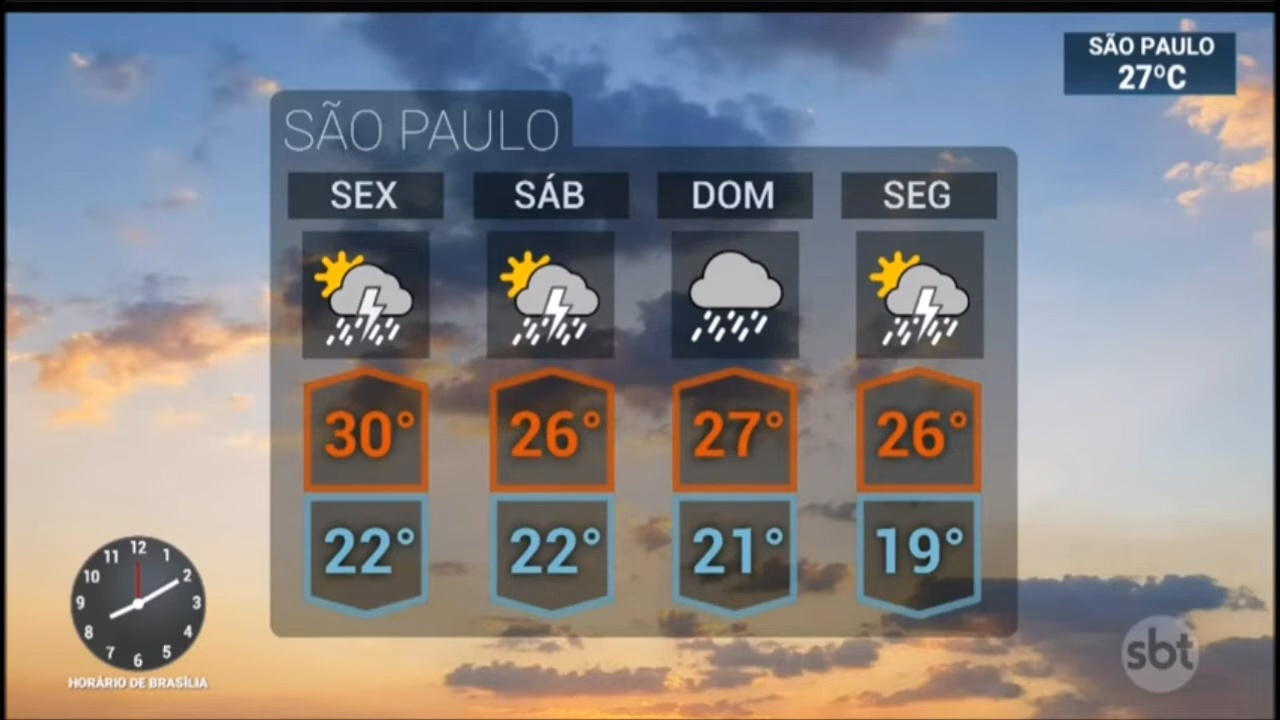 SÃO PAULO
27ºC
SÃO PAULO
SEX SÁB DOM SEG
30° 26° 27° 26°
22° 22° 21° 19°
12
11 1
10 2
9 3
8 4
7 5
6
HORÁRIO DE BRASÍLIA
sbt